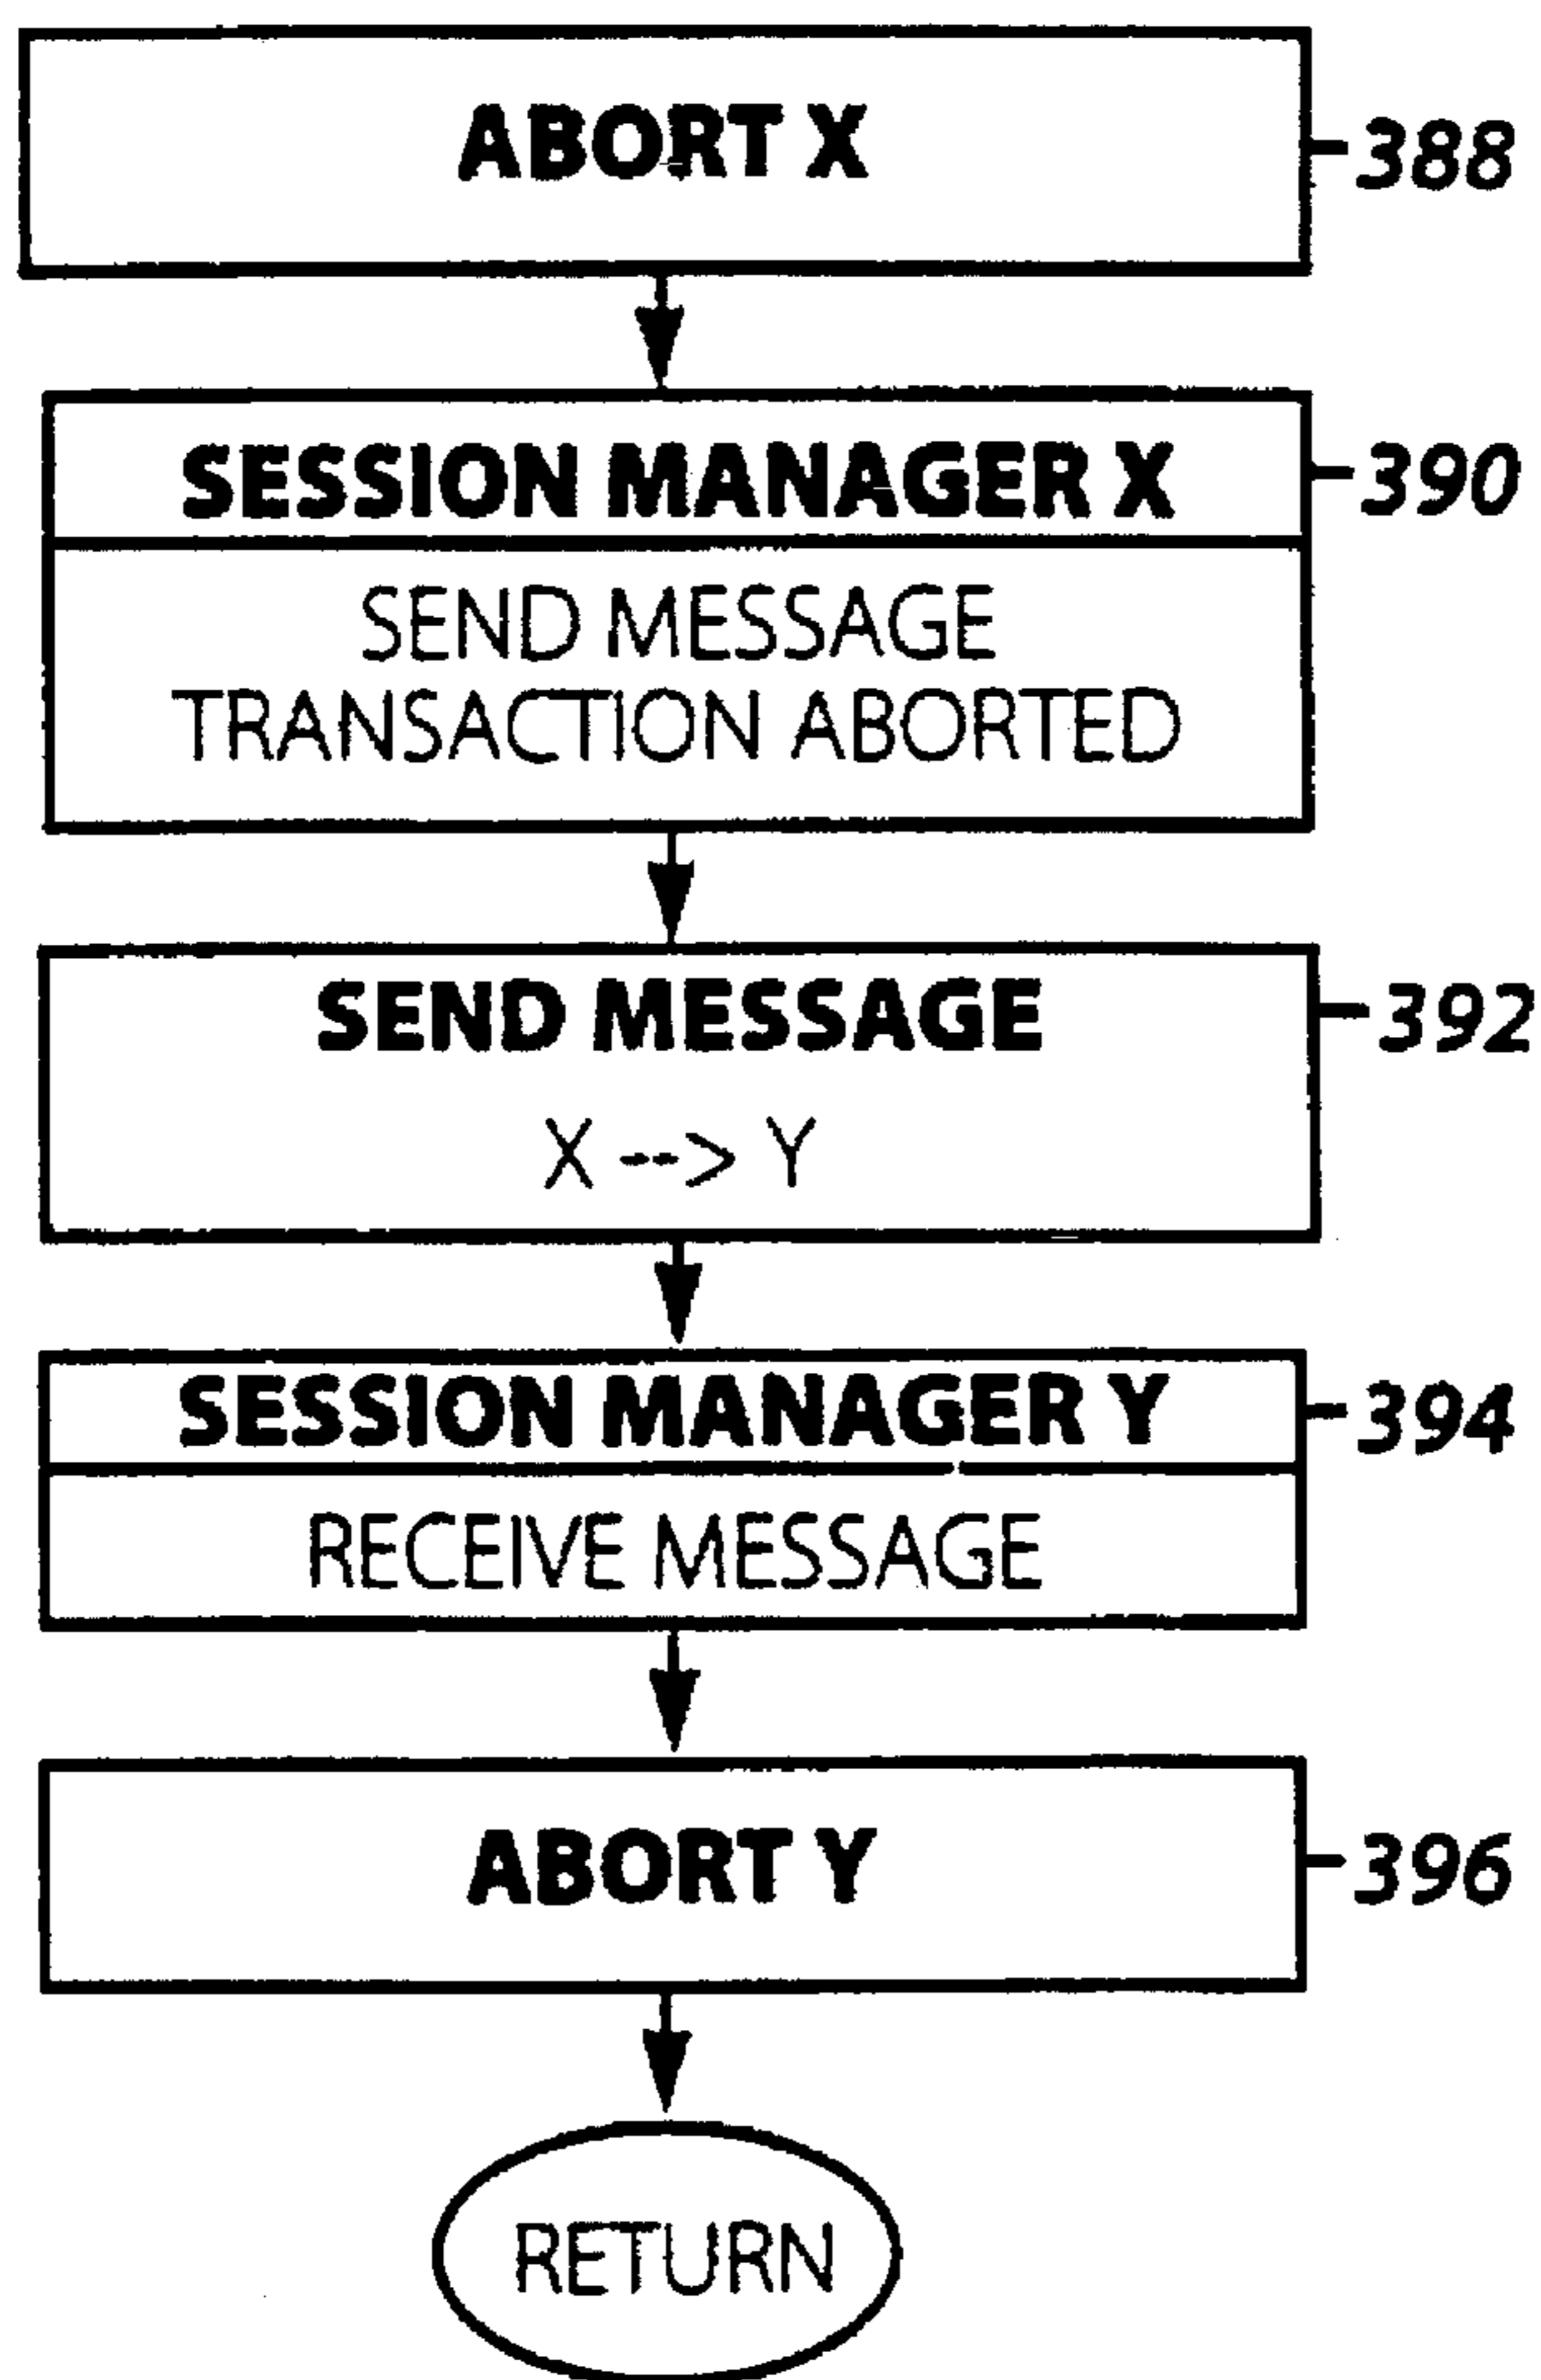 ABORT X
388
SESSION MANAGER X
390
SEND MESSAGE
TRANSACTION ABORTED
SEND MESSAGE
392
X --> Y
SESSION MANAGER Y
394
RECEIVE MESSAGE
ABORT Y
396
RETURN